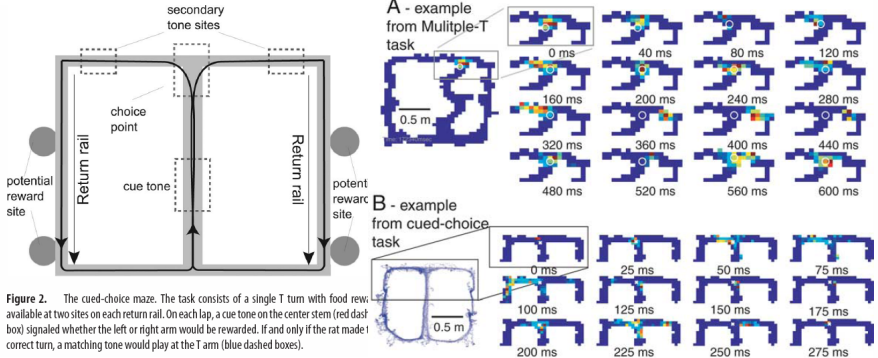 secondary
tone sites
choice
point
cue tone
Return rail
Return rail
potential
reward
site
potent
reward
site
Figure 2. The cued-choice maze. The task consists of a single T turn with food rewa
available at two sites on each return rail. On each lap, a cue tone on the center stem (red dash
box) signaled whether the left or right arm would be rewarded. If and only if the rat made
correct turn, a matching tone would play at the T arm (blue dashed boxes).
A - example
from Mulitple-T
task
0.5 m
0 ms 40 ms 80 ms 120 ms
160 ms 200 ms 240 ms 280 ms
320 ms 360 ms 400 ms 440 ms
480 ms 520 ms 560 ms 600 ms
B - example
from cued-choice
task
0.5 m
0 ms 25 ms 50 ms 75 ms
100 ms 125 ms 150 ms 175 ms
200 ms 225 ms 250 ms 275 ms